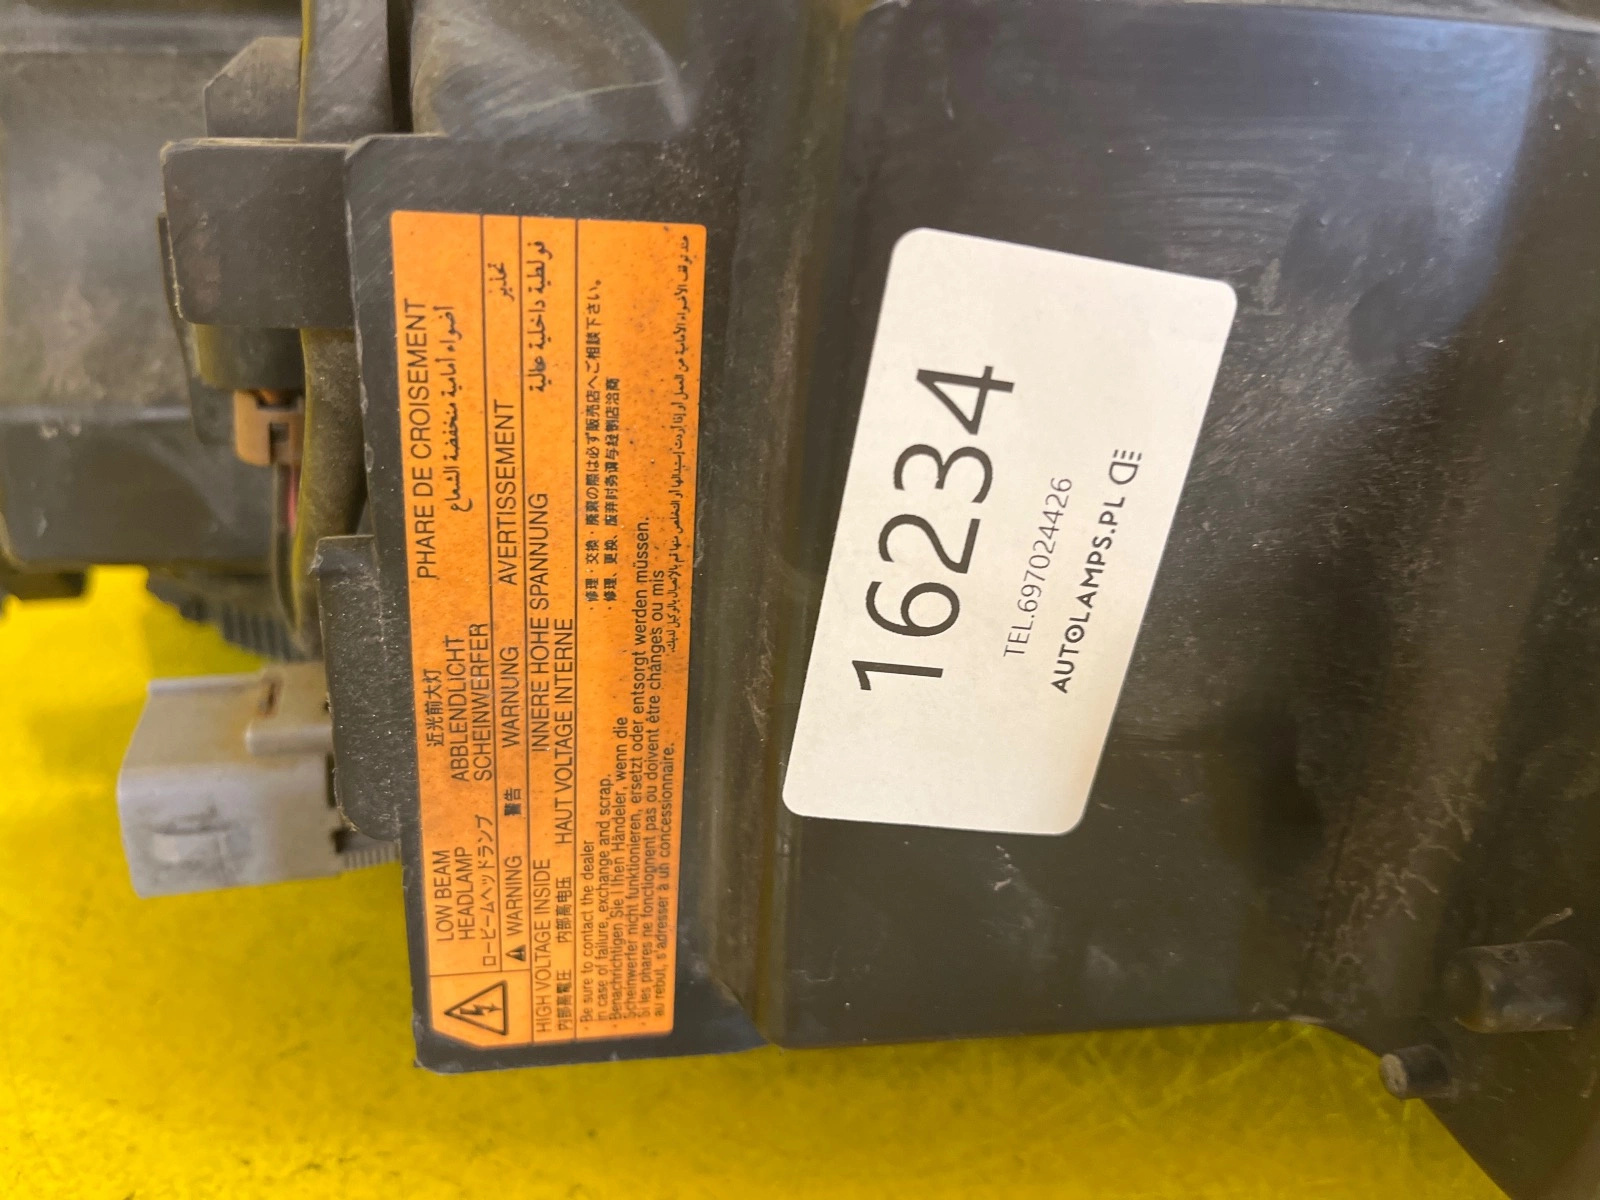 LOW BEAM
HEADLAMP
近光前大灯
ABBLENDLICHT
SCHEINWERFER
PHARE DE CROISEMENT
أضواء أمامية منخفضة الشعاع
ロービームヘッドランプ
WARNING
警告
WARNUNG
AVERTISSEMENT
تحذير
HIGH VOLTAGE INSIDE
INNERE HOHE SPANNUNG
فولطية داخلية عالية
内部高電圧
内部高电压
HAUT VOLTAGE INTERNE
· Be sure to contact the dealer
in case of failure, exchange and scrap.
· Benachrichtigen Sie Ihen Händeler, wenn die
Scheinwerfer nicht funktionieren, ersetzt oder entsorgt werden müssen.
· Si les phares ne fonctionnent pas ou doivent être changés ou mis
au rebut, s'adresser à un concessionnaire.
· 修理・交換・廃棄の際は必ず販売店へご相談下さい。
· 修理、更换、废弃时务请与经销店洽商
16234
TEL.697024426
AUTOLAMPS.PL